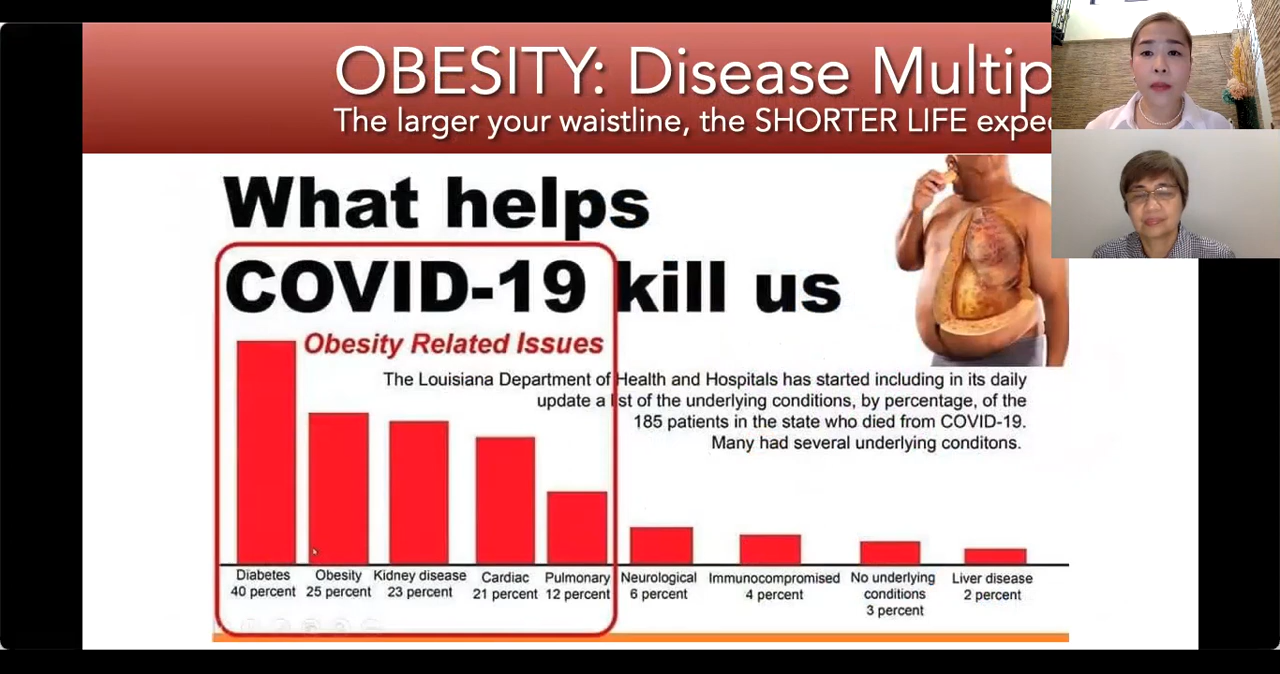 OBESITY: Disease Multip
The larger your waistline, the SHORTER LIFE expec
What helps
COVID-19 kill us
Obesity Related Issues
The Louisiana Department of Health and Hospitals has started including in its daily
update a list of the underlying conditions, by percentage, of the
185 patients in the state who died from COVID-19.
Many had several underlying conditons.
Diabetes
40 percent
Obesity
25 percent
Kidney disease
23 percent
Cardiac
21 percent
Pulmonary
12 percent
Neurological
6 percent
Immunocompromised
4 percent
No underlying
conditions
3 percent
Liver disease
2 percent